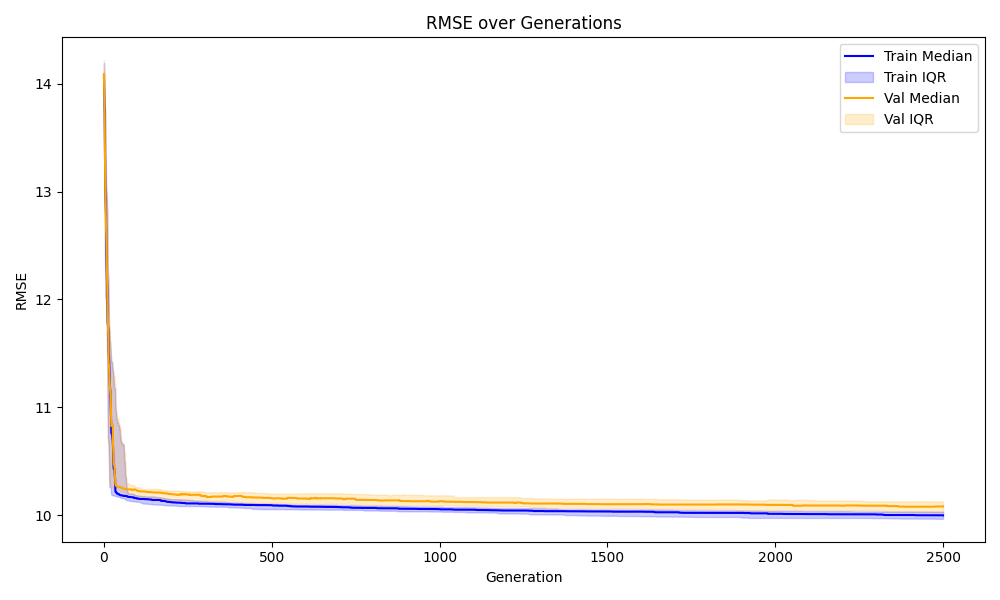 RMSE over Generations
Train Median
Train IQR
Val Median
Val IQR
RMSE
14
13
12
11
10
0
500
1000
1500
2000
2500
Generation